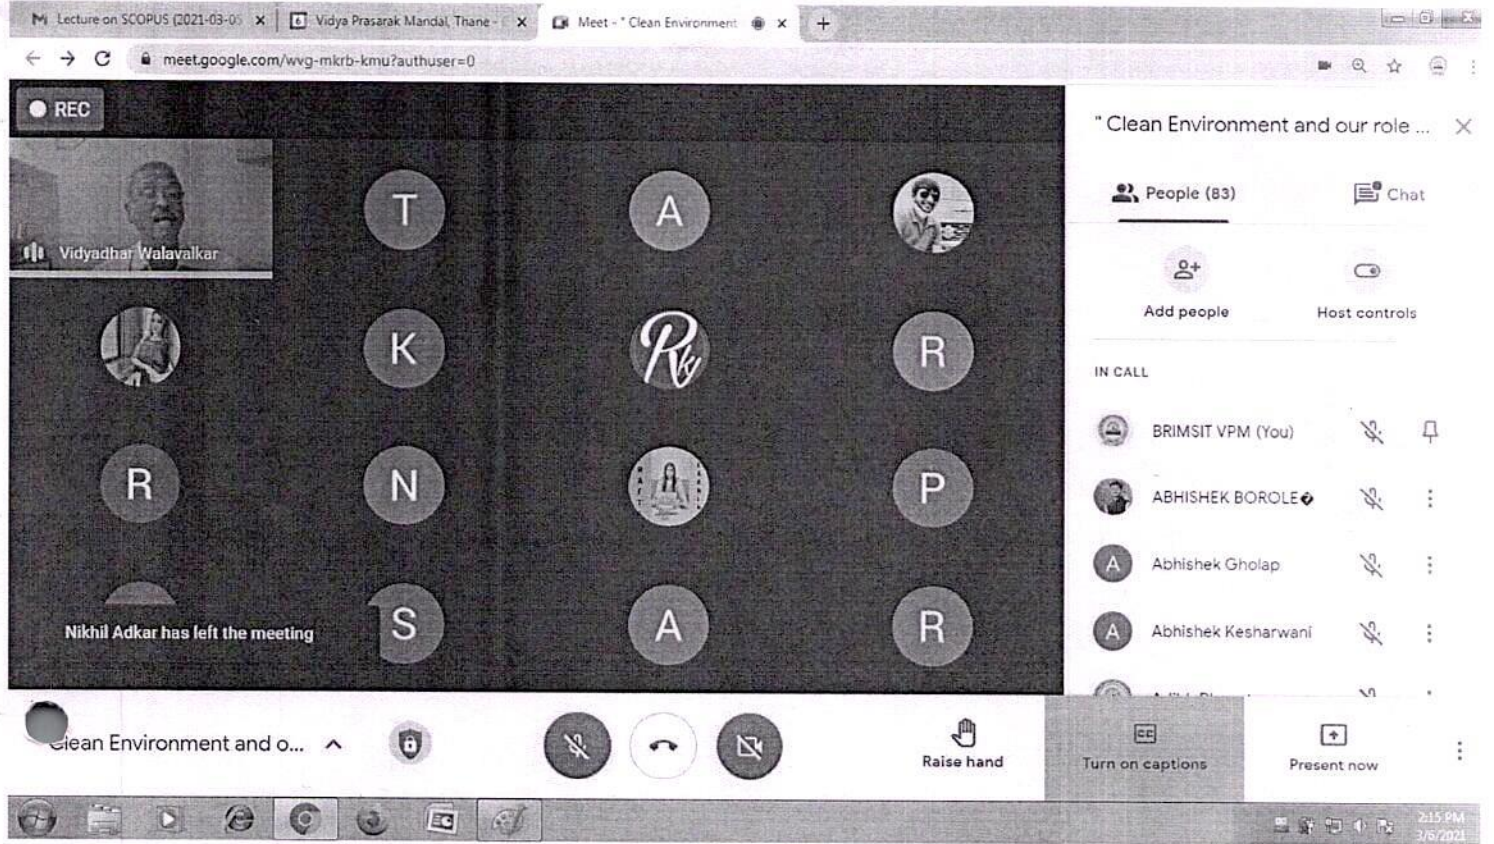 Lecture on SCOPUS (2021-03-05
Vidya Prasarak Mandal, Thane -
Meet - " Clean Environment
meet.google.com/wvg-mkrb-kmu?authuser=0
REC
" Clean Environment and our role ...
People (83)
Chat
Add people
Host controls
IN CALL
Vidyadhar Walavalkar
T
A
K
Rk
R
R
N
P
Nikhil Adkar has left the meeting
S
A
R
BRIMSIT VPM (You)
ABHISHEK BOROLE�
A
Abhishek Gholap
A
Abhishek Kesharwani
Clean Environment and o...
Raise hand
CC
Turn on captions
Present now
2:15 PM
3/6/2021